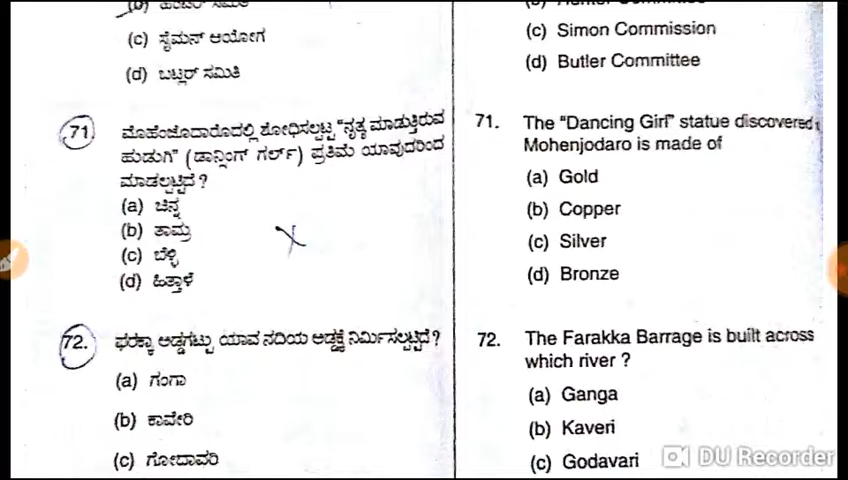 (c) ಸೈಮನ್ ಆಯೋಗ
(d) ಬಟ್ಲರ್ ಸಮಿತಿ
71. ಮೊಹೆಂಜೊದಾರೊದಲ್ಲಿ ಶೋಧಿಸಲ್ಪಟ್ಟ "ನೃತ್ಯ ಮಾಡುತ್ತಿರುವ
ಹುಡುಗಿ" (ಡಾನ್ಸಿಂಗ್ ಗರ್ಲ್) ಪ್ರತಿಮೆ ಯಾವುದರಿಂದ
ಮಾಡಲ್ಪಟ್ಟಿದೆ ?
(a) ಚಿನ್ನ
(b) ತಾಮ್ರ
(c) ಬೆಳ್ಳಿ
(d) ಹಿತ್ತಾಳೆ
72. ಫರಕ್ಕಾ ಅಡ್ಡಗಟ್ಟು ಯಾವ ನದಿಯ ಅಡ್ಡಕ್ಕೆ ನಿರ್ಮಿಸಲ್ಪಟ್ಟಿದೆ ?
(a) ಗಂಗಾ
(b) ಕಾವೇರಿ
(c) ಗೋದಾವರಿ
(c) Simon Commission
(d) Butler Committee
71. The "Dancing Girl" statue discovered
Mohenjodaro is made of
(a) Gold
(b) Copper
(c) Silver
(d) Bronze
72. The Farakka Barrage is built across
which river ?
(a) Ganga
(b) Kaveri
(c) Godavari
DU Recorder